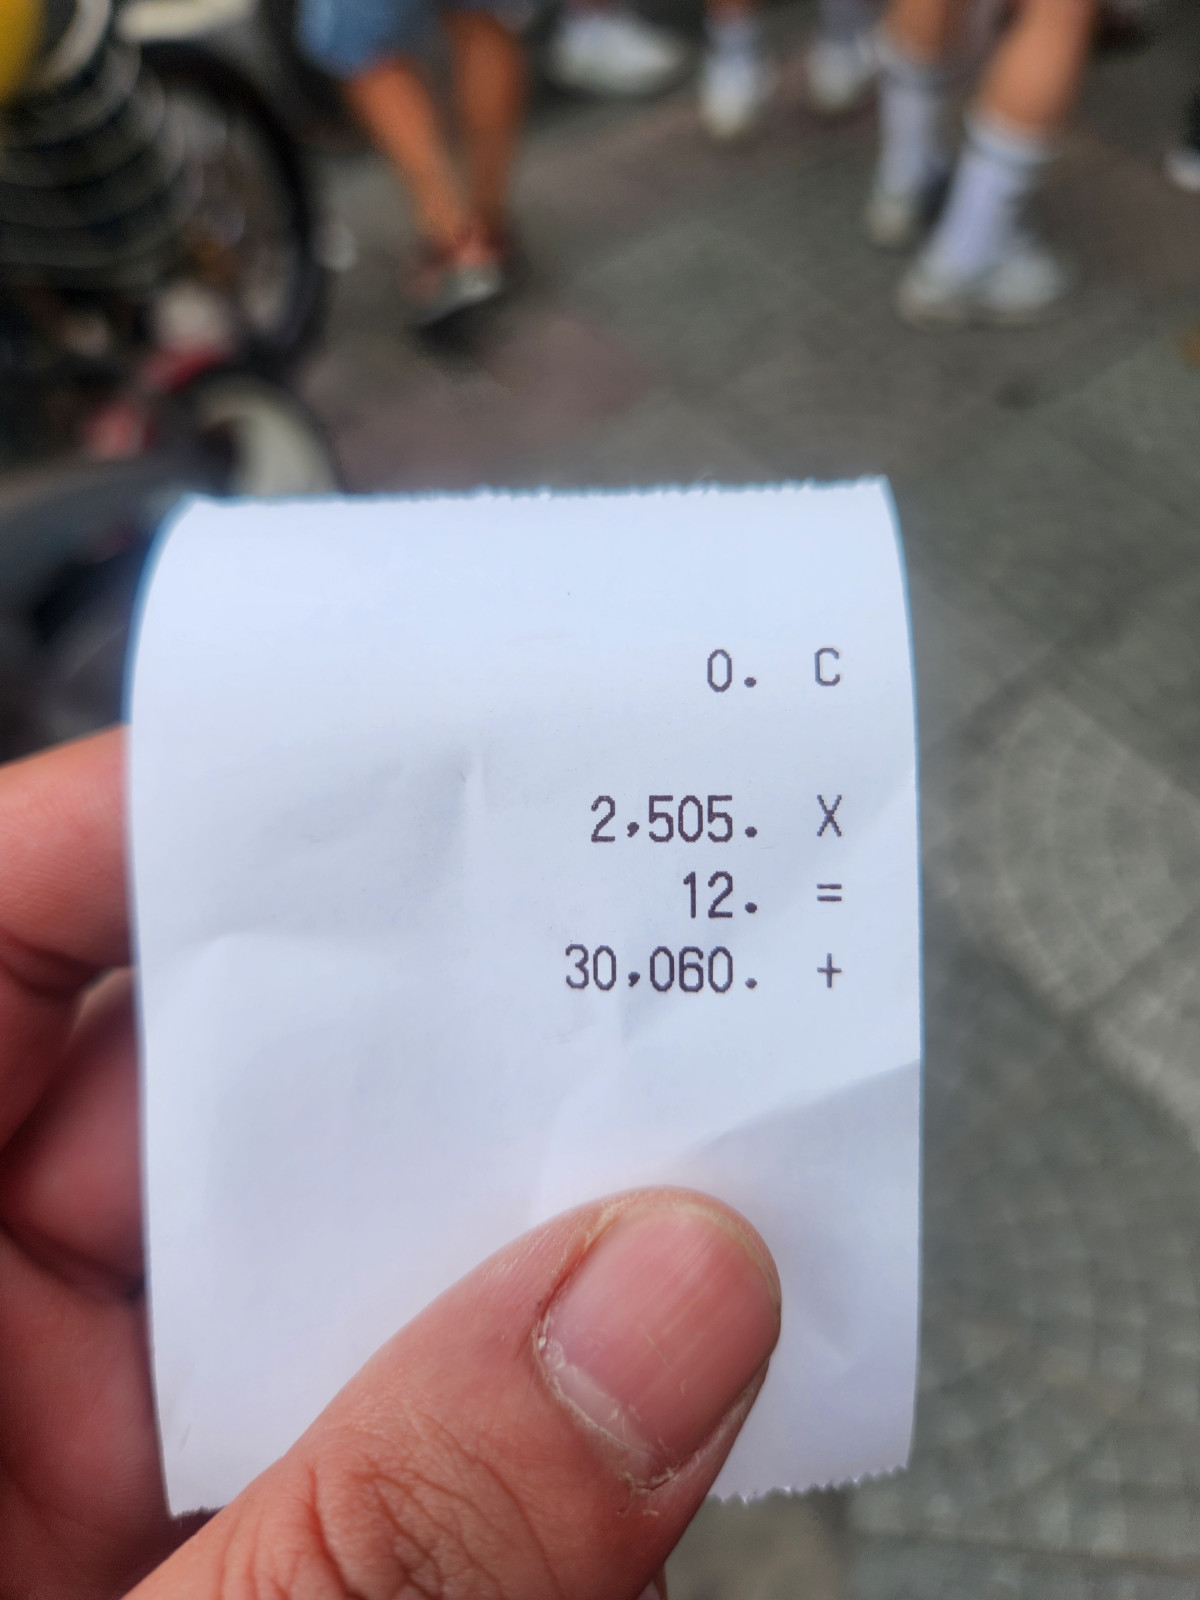 0. C
2,505. X
12. =
30,060. +